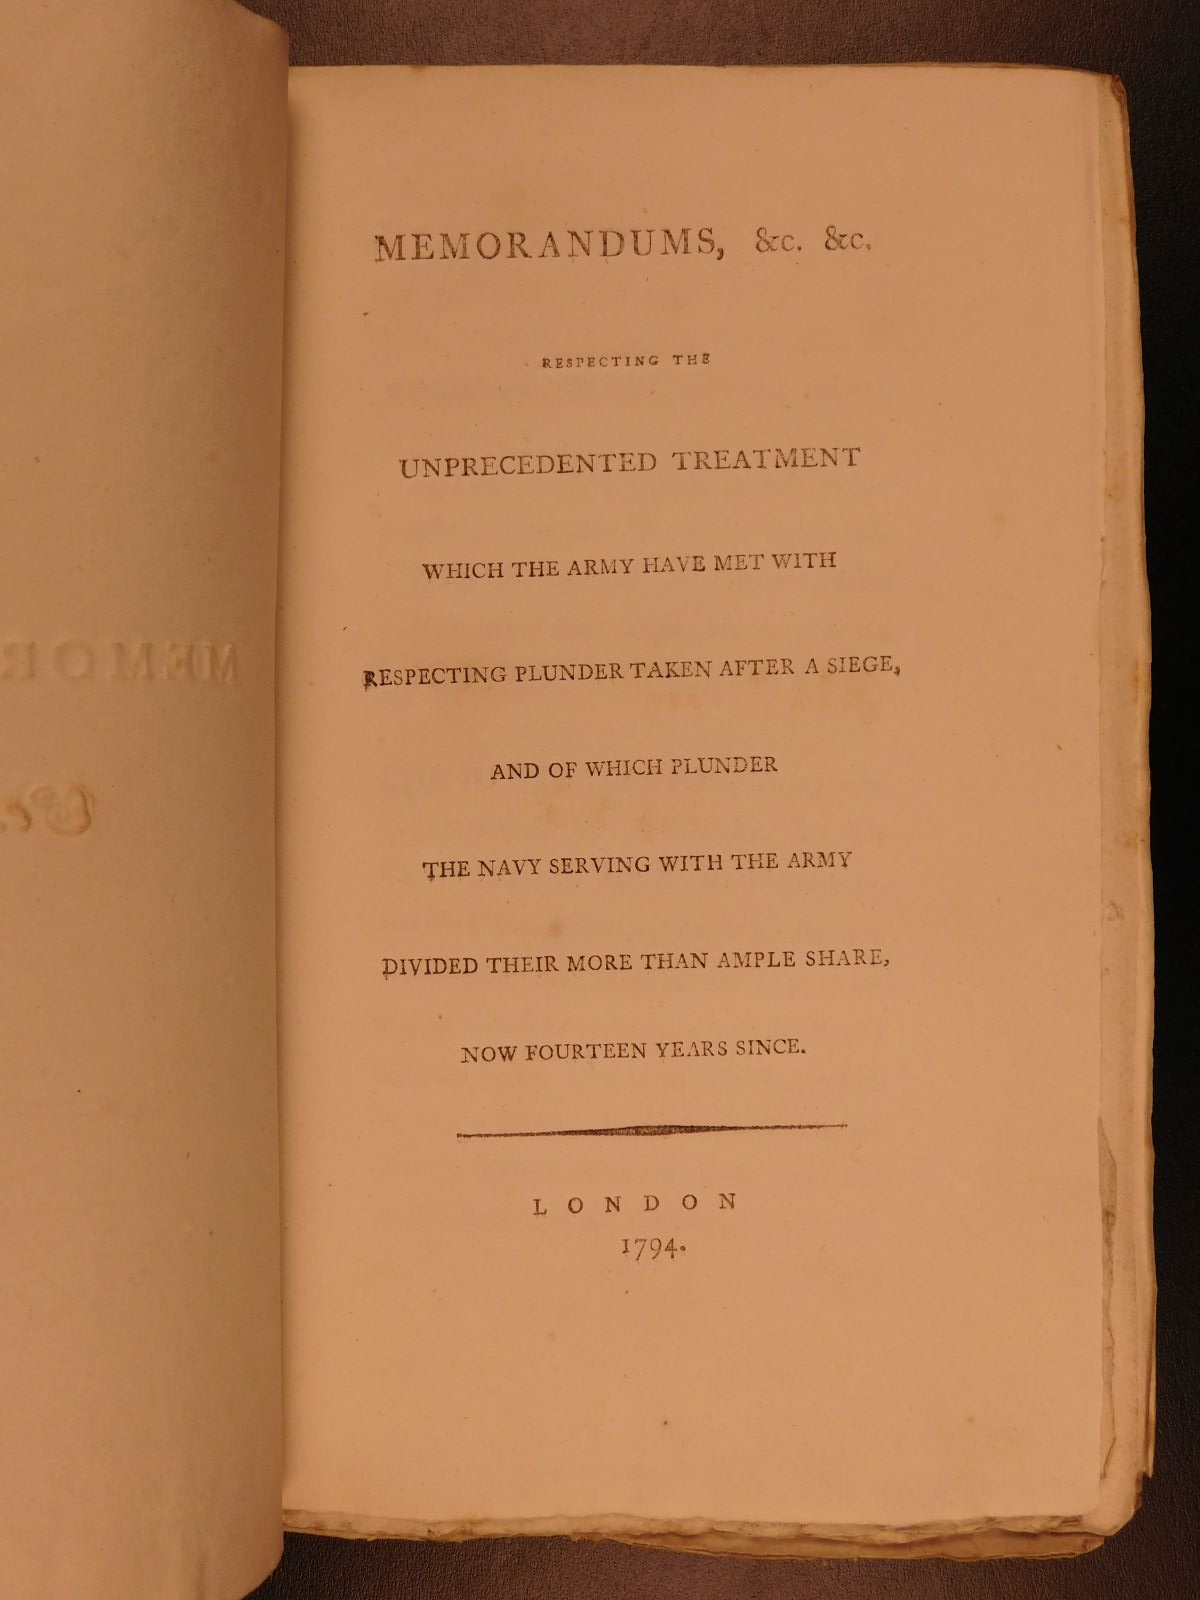 MEMORANDUMS, &c. &c.
RESPECTING THE
UNPRECEDENTED TREATMENT
WHICH THE ARMY HAVE MET WITH
RESPECTING PLUNDER TAKEN AFTER A SIEGE,
AND OF WHICH PLUNDER
THE NAVY SERVING WITH THE ARMY
DIVIDED THEIR MORE THAN AMPLE SHARE,
NOW FOURTEEN YEARS SINCE.
LONDON
1794.